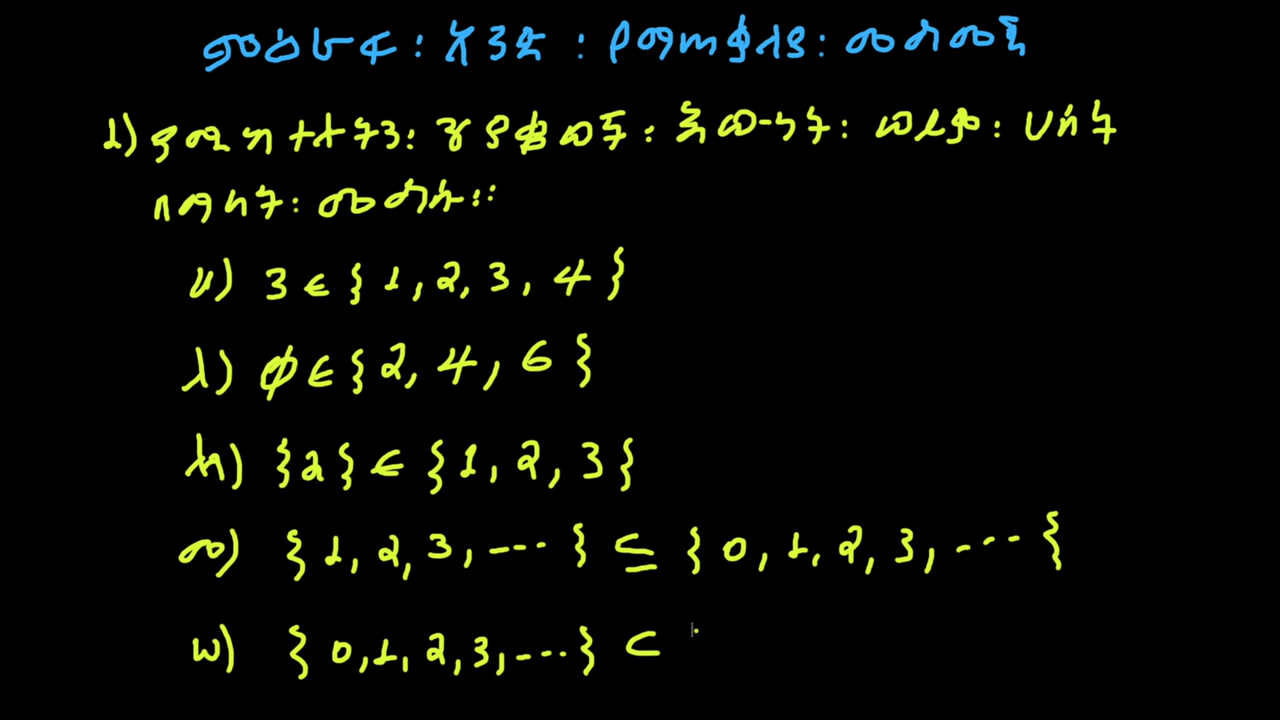 ምዕራፍ : አንድ : የማጠቃለያ: መልመጃ
1) የሚከተሉትን: ጥያቄዎች: እውነት: ወይም: ሀሰት
በማለት: መልሱ።
ሀ) 3 ∈ {1, 2, 3, 4}
ለ) ϕ ∈ {2, 4, 6}
ሐ) {2} ∈ {1, 2, 3}
መ) {1, 2, 3, ...} ⊆ {0, 1, 2, 3, ... {
ሠ) {0, 1, 2, 3, ...} ⊂